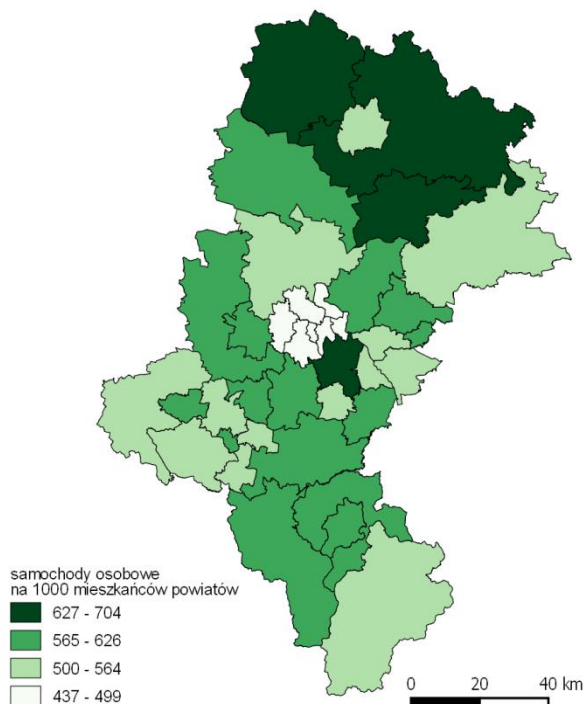 samochody osobowe
na 1000 mieszkańców powiatów
627 - 704
565 - 626
500 - 564
437 - 499
0 20 40 km